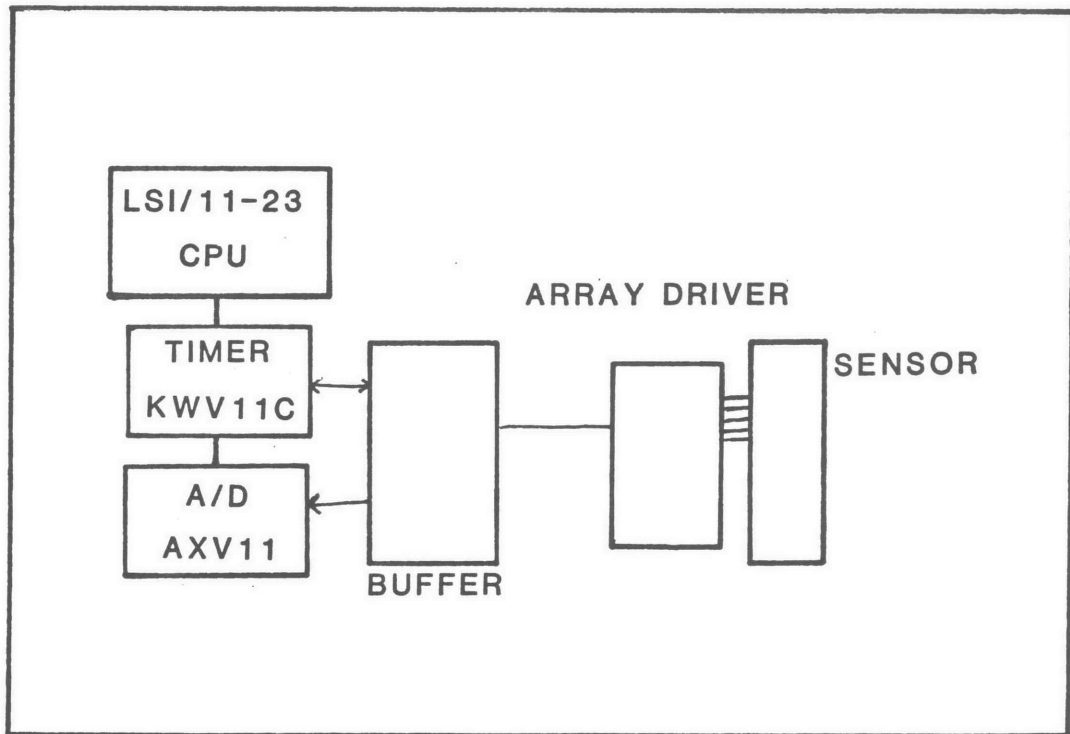 LSI/11-23
CPU
TIMER
KWV11C
A/D
AXV11
BUFFER
ARRAY DRIVER
SENSOR